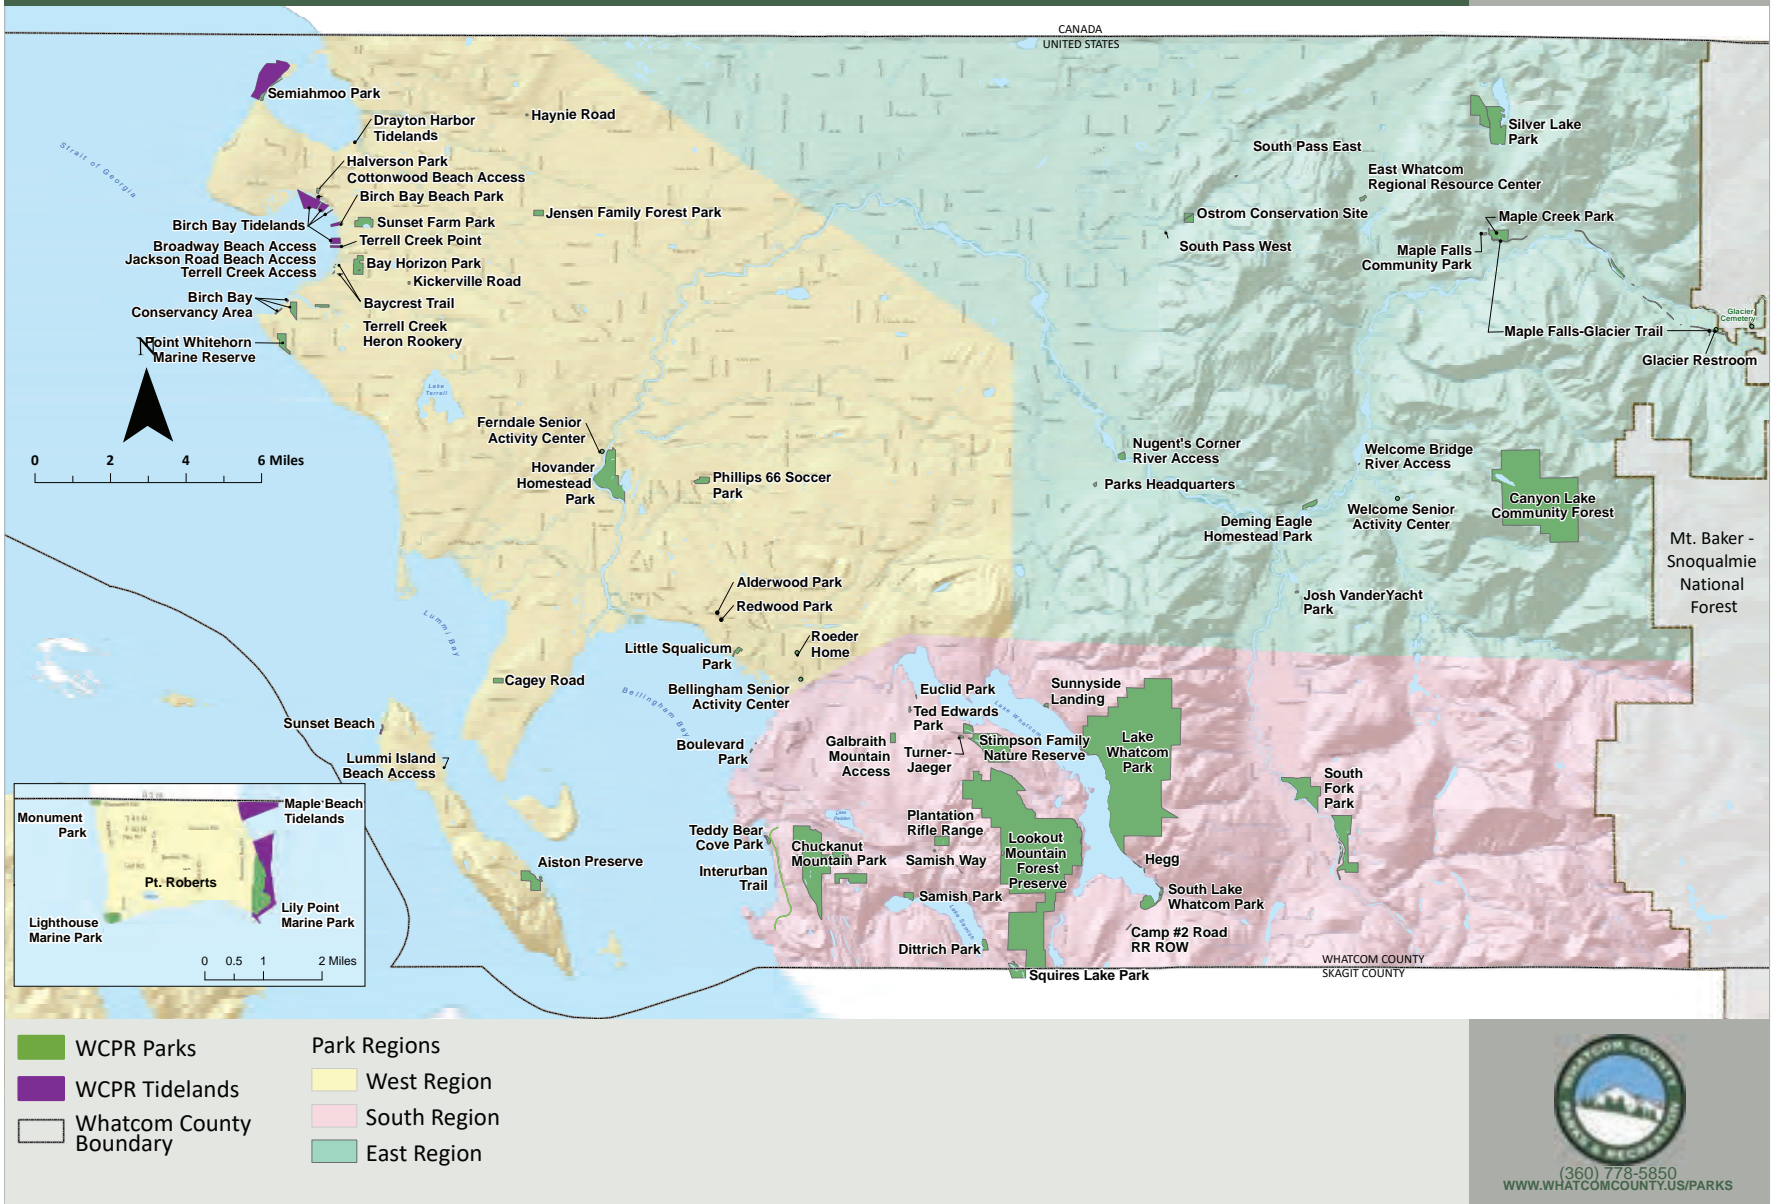 CANADA
UNITED STATES
Semiahmoo Park
Drayton Harbor
Tidelands
Haynie Road
Strait of Georgia
Halverson Park
Cottonwood Beach Access
Birch Bay Beach Park
Birch Bay Tidelands
Sunset Farm Park
Jensen Family Forest Park
Broadway Beach Access
Terrell Creek Point
Jackson Road Beach Access
Terrell Creek Access
Bay Horizon Park
Kickerville Road
Birch Bay
Conservancy Area
Baycrest Trail
Terrell Creek
Heron Rookery
Point Whitehorn
Marine Reserve
N
Lake
Terrell
0 2 4 6 Miles
Ferndale Senior
Activity Center
Hovander
Homestead
Park
Phillips 66 Soccer
Park
Silver Lake
Park
South Pass East
East Whatcom
Regional Resource Center
Ostrom Conservation Site
Maple Creek Park
South Pass West
Maple Falls
Community Park
Glacier
Cemetery
Maple Falls-Glacier Trail
Glacier Restroom
Nugent's Corner
River Access
Welcome Bridge
River Access
Parks Headquarters
Canyon Lake
Community Forest
Welcome Senior
Activity Center
Deming Eagle
Homestead Park
Mt. Baker -
Snoqualmie
National
Forest
Josh VanderYacht
Park
Alderwood Park
Redwood Park
Lummi Bay
Roeder
Home
Little Squalicum
Park
Cagey Road
Bellingham Senior
Activity Center
Bellingham Bay
Sunset Beach
Boulevard
Park
Lummi Island
Beach Access
Euclid Park
Lake Whatcom
Sunnyside
Landing
Ted Edwards
Park
Galbraith
Mountain
Access
Turner-
Jaeger
Stimpson Family
Nature Reserve
Lake
Whatcom
Park
South
Fork
Park
Plantation
Rifle Range
Lake
Padden
Teddy Bear
Cove Park
Chuckanut
Mountain Park
Samish Way
Lookout
Mountain
Forest
Preserve
Hegg
Interurban
Trail
Aiston Preserve
Samish Park
Lake Samish
South Lake
Whatcom Park
Dittrich Park
Camp #2 Road
RR ROW
Squires Lake Park
WHATCOM COUNTY
SKAGIT COUNTY
Maple Beach
Tidelands
Monument
Park
Pt. Roberts
Lily Point
Marine Park
Lighthouse
Marine Park
0 0.5 1 2 Miles
WCPR Parks
WCPR Tidelands
Whatcom County
Boundary
Park Regions
West Region
South Region
East Region
WHATCOM COUNTY
PARKS & RECREATION
(360) 778-5850
WWW.WHATCOMCOUNTY.US/PARKS